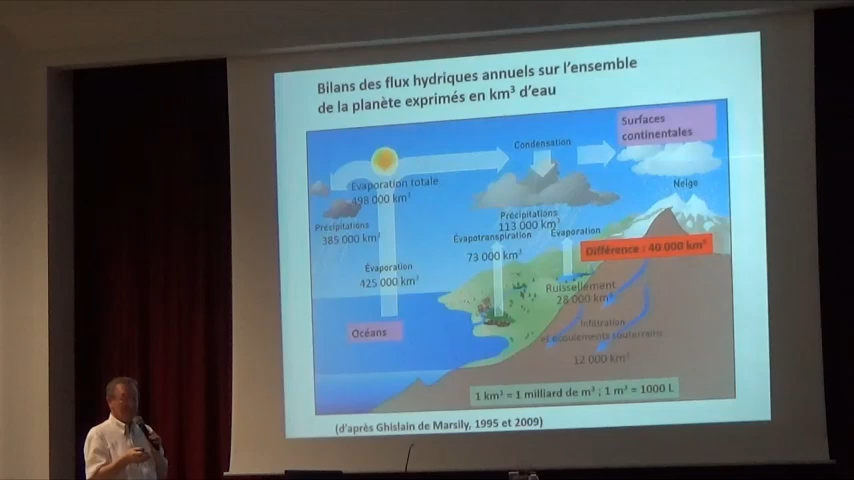 Bilans des flux hydriques annuels sur l'ensemble
de la planète exprimés en km³ d'eau
Surfaces
continentales
Condensation
Neige
Evaporation totale
498 000 km³
Précipitations
385 000 km³
Précipitations
113 000 km³
Évapotranspiration
73 000 km³
Évaporation
Différence : 40 000 km³
Évaporation
425 000 km³
Ruissellement
28 000 km³
Océans
Infiltration
et écoulements souterrains
12 000 km³
1 km³ = 1 milliard de m³ ; 1 m³ = 1000 L
(d'après Ghislain de Marsily, 1995 et 2009)